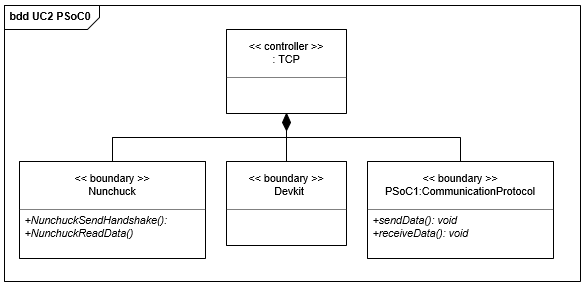 bdd UC2 PSoC0
<< controller >>
: TCP
<< boundary >>
Nunchuck
+NunchuckSendHandshake():
+NunchuckReadData()
<< boundary >>
Devkit
<< boundary >>
PSoC1:CommunicationProtocol
+sendData(): void
+receiveData(): void